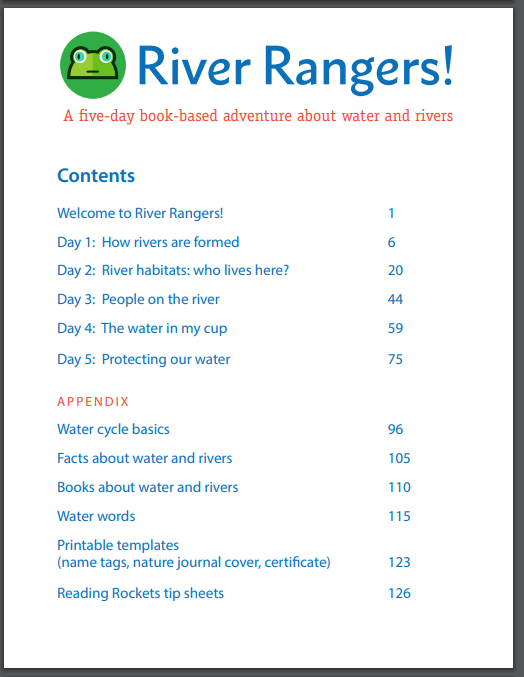 River Rangers!
A five-day book-based adventure about water and rivers
Contents
Welcome to River Rangers! 1
Day 1: How rivers are formed 6
Day 2: River habitats: who lives here? 20
Day 3: People on the river 44
Day 4: The water in my cup 59
Day 5: Protecting our water 75
APPENDIX
Water cycle basics 96
Facts about water and rivers 105
Books about water and rivers 110
Water words 115
Printable templates
(name tags, nature journal cover, certificate) 123
Reading Rockets tip sheets 126